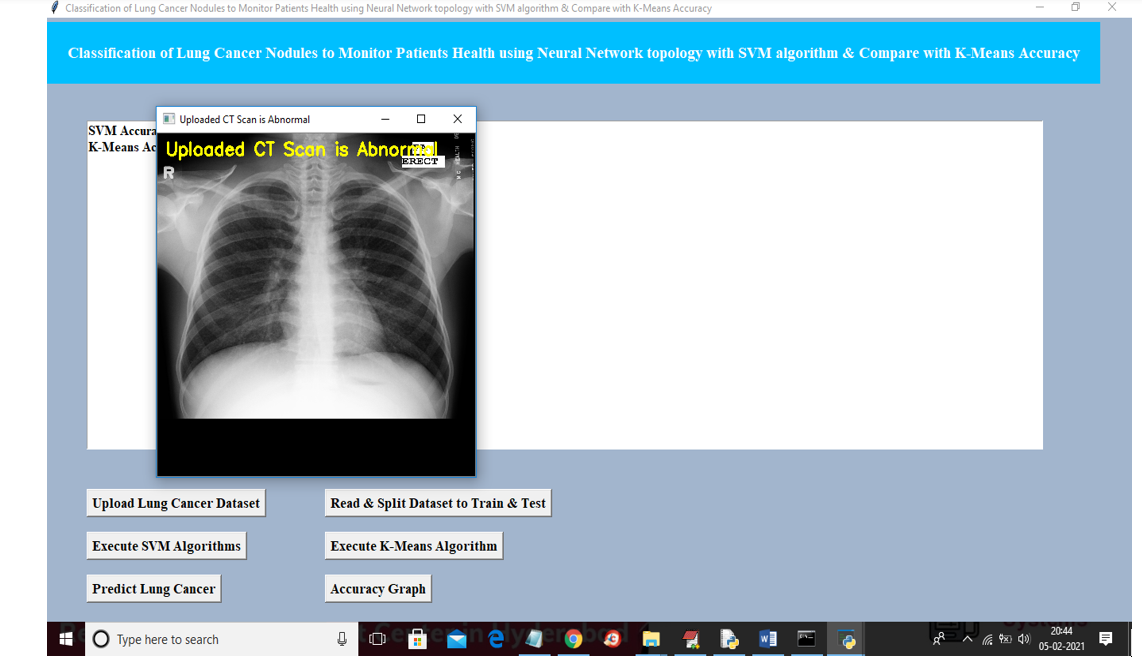 Classification of Lung Cancer Nodules to Monitor Patients Health using Neural Network topology with SVM algorithm & Compare with K-Means Accuracy
Classification of Lung Cancer Nodules to Monitor Patients Health using Neural Network topology with SVM algorithm & Compare with K-Means Accuracy
Uploaded CT Scan is Abnormal
SVM Accura
K-Means Ac
Uploaded CT Scan is Abnormal
ERECT
R
Upload Lung Cancer Dataset
Read & Split Dataset to Train & Test
Execute SVM Algorithms
Execute K-Means Algorithm
Predict Lung Cancer
Accuracy Graph
Type here to search
20:44
05-02-2021